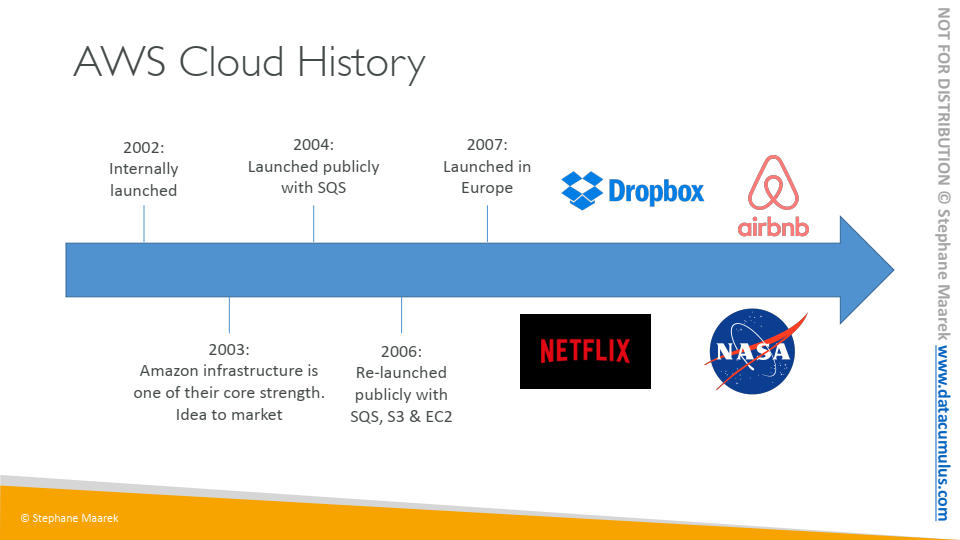 AWS Cloud History
2002:
Internally
launched
2004:
Launched publicly
with SQS
2007:
Launched in
Europe
Dropbox
airbnb
2003:
Amazon infrastructure is
one of their core strength.
Idea to market
2006:
Re-launched
publicly with
SQS, S3 & EC2
NETFLIX
NASA
© Stephane Maarek
NOT FOR DISTRIBUTION © Stephane Maarek www.datacumulus.com